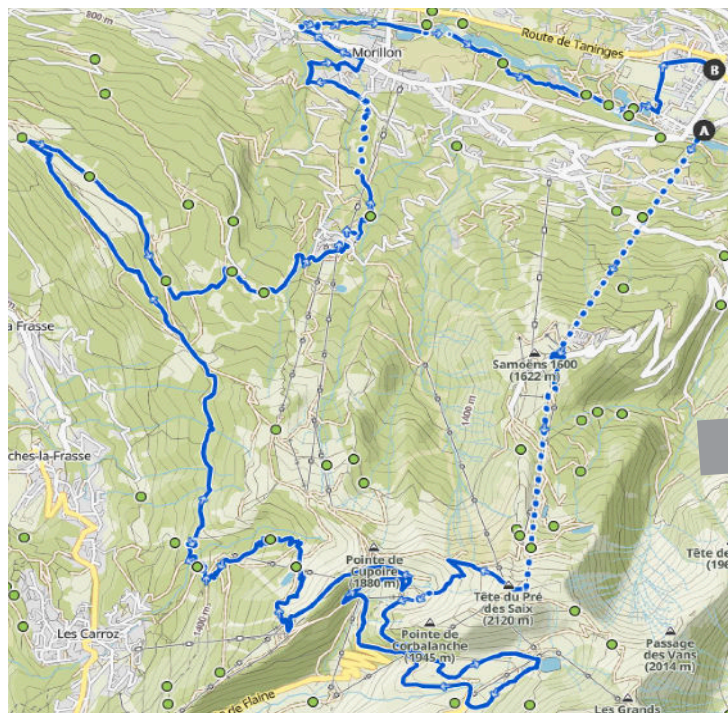 800 m
Route de Taninges
Morillon
B
A
a Frasse
Samoëns 1600
(1622 m)
1400 m
ches-la-Frasse
Pointe de
Cupoire
(1880 m)
Tête du Pré
des Saix
(2120 m)
Tête de
(196
1400 m
Les Carroz
Pointe de
Corbalanche
(1945 m)
Passage
des Vans
(2014 m)
e de Flaine
Les Grands